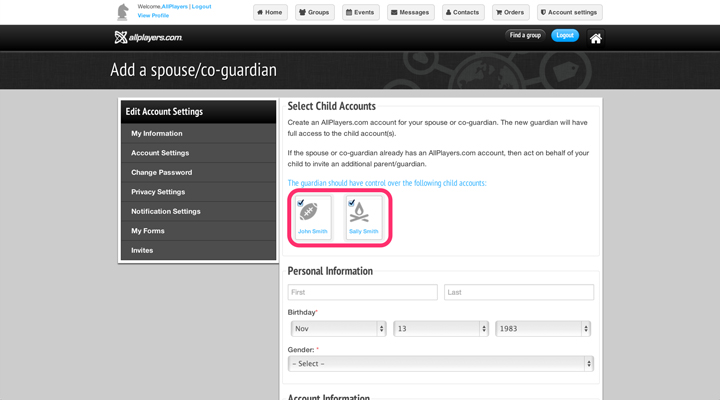 Welcome, AllPlayers | Logout
View Profile
Home
Groups
Events
Messages
Contacts
Orders
Account settings
allplayers.com
Find a group
Logout
Add a spouse/co-guardian
Edit Account Settings
My Information
Account Settings
Change Password
Privacy Settings
Notification Settings
My Forms
Invites
Select Child Accounts
Create an AllPlayers.com account for your spouse or co-guardian. The new guardian will have
full access to the child account(s).
If the spouse or co-guardian already has an AllPlayers.com account, then act on behalf of your
child to invite an additional parent/guardian.
The guardian should have control over the following child accounts:
John Smith
Sally Smith
Personal Information
First
Last
Birthday*
Nov
13
1983
Gender: *
– Select –
Account Information